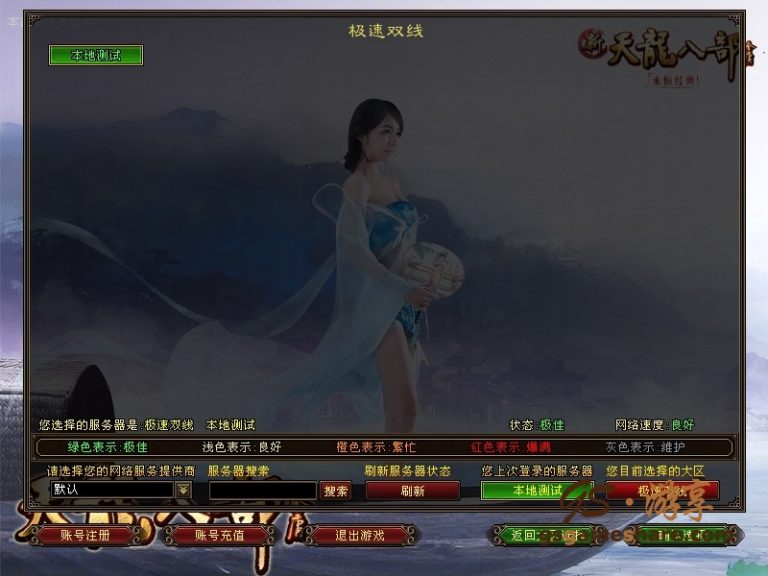 极速双线
本地测试
新天龍八部
永恒经典!
您选择的服务器是:极速双线 本地测试 状态:极佳 网络速度:良好
绿色表示:极佳 浅色表示:良好 橙色表示:繁忙 红色表示:爆满 灰色表示:维护
请选择您的网络服务提供商 服务器搜索 刷新服务器状态 您上次登录的服务器 您目前选择的大区
默认 搜索 刷新 本地测试
游享
账号注册 账号充值 退出游戏